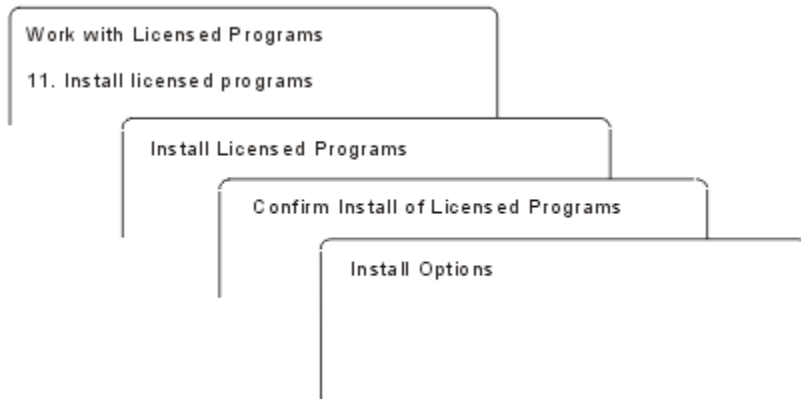 Work with Licensed Programs
11. Install licensed programs
Install Licensed Programs
Confirm Install of Licensed Programs
Install Options